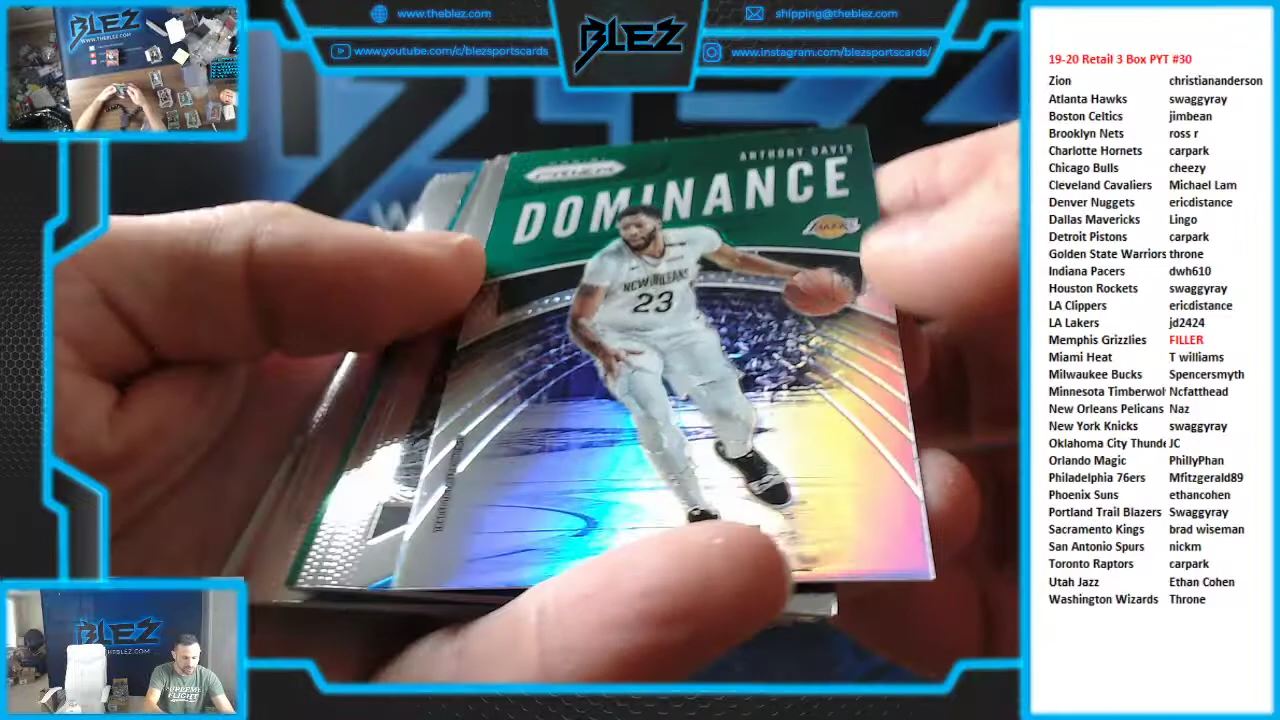 BLEZ
WWW.THEBLEZ.COM
www.theblez.com
www.youtube.com/c/blezsportscards
BLEZ
shipping@theblez.com
www.instagram.com/blezsportscards/
PRIZM
ANTHONY DAVIS
DOMINANCE
LAKERS
NEW ORLEANS
23
BLEZ
THEBLEZ.COM
SUPREME
FLIGHT
19-20 Retail 3 Box PYT #30
Zion christiananderson
Atlanta Hawks swaggyray
Boston Celtics jimbean
Brooklyn Nets ross r
Charlotte Hornets carpark
Chicago Bulls cheezy
Cleveland Cavaliers Michael Lam
Denver Nuggets ericdistance
Dallas Mavericks Lingo
Detroit Pistons carpark
Golden State Warriors throne
Indiana Pacers dwh610
Houston Rockets swaggyray
LA Clippers ericdistance
LA Lakers jd2424
Memphis Grizzlies FILLER
Miami Heat T williams
Milwaukee Bucks Spencersmyth
Minnesota Timberwol Ncfatthead
New Orleans Pelicans Naz
New York Knicks swaggyray
Oklahoma City Thunde JC
Orlando Magic PhillyPhan
Philadelphia 76ers Mfitzgerald89
Phoenix Suns ethancohen
Portland Trail Blazers Swaggyray
Sacramento Kings brad wiseman
San Antonio Spurs nickm
Toronto Raptors carpark
Utah Jazz Ethan Cohen
Washington Wizards Throne